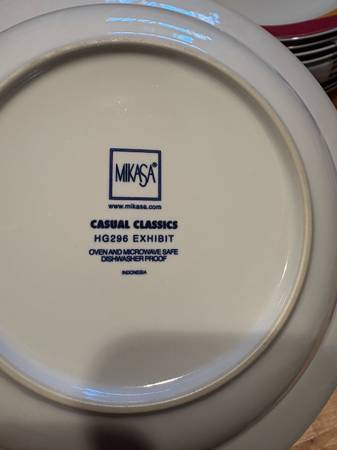 MIKASA®
www.mikasa.com
CASUAL CLASSICS
HG296 EXHIBIT
OVEN AND MICROWAVE SAFE
DISHWASHER PROOF
INDONESIA